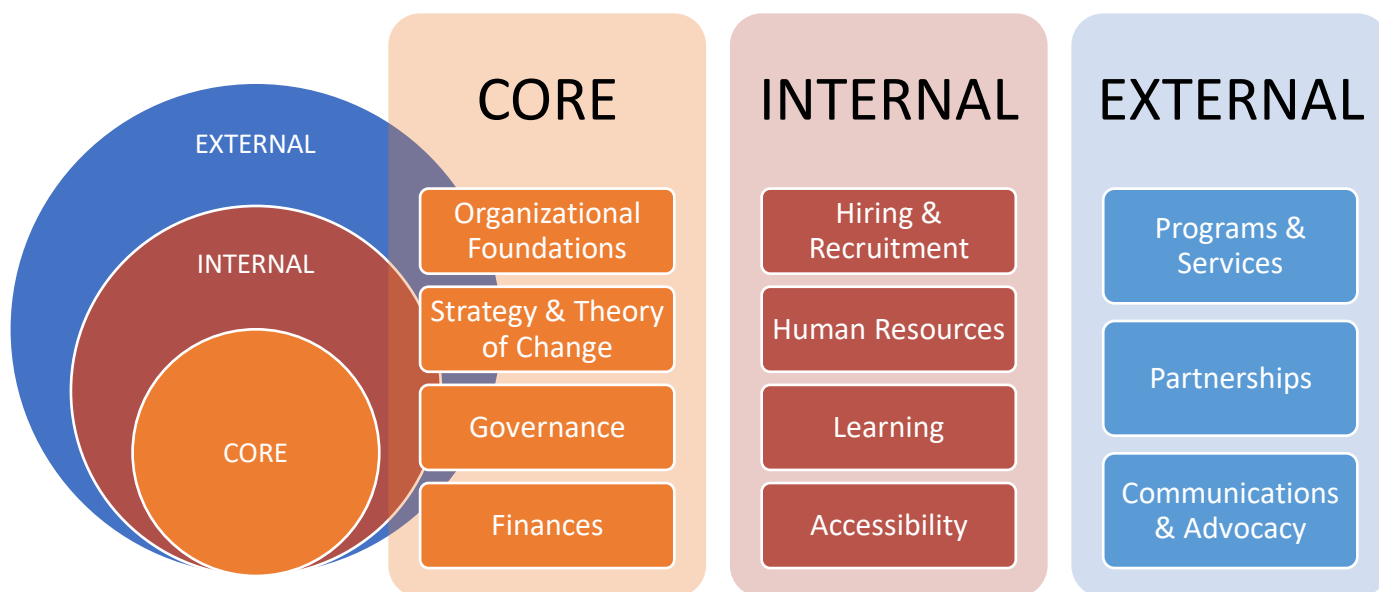 EXTERNAL
INTERNAL
CORE
CORE
Organizational
Foundations
Strategy & Theory
of Change
Governance
Finances
INTERNAL
Hiring &
Recruitment
Human Resources
Learning
Accessibility
EXTERNAL
Programs &
Services
Partnerships
Communications
& Advocacy